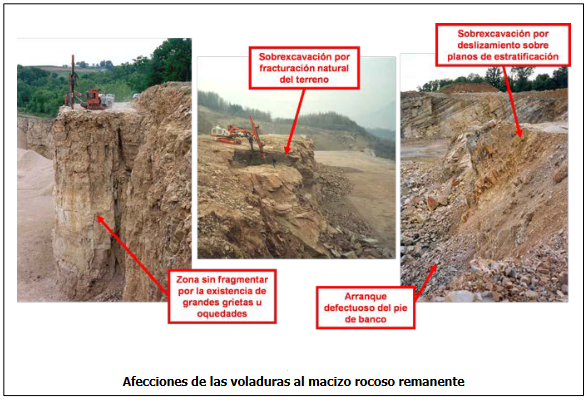 Sobrexcavación por
deslizamiento sobre
planos de estratificación
Sobrexcavación por
fracturación natural
del terreno
Zona sin fragmentar
por la existencia de
grandes grietas u
oquedades
Arranque
defectuoso del pie
de banco
Afecciones de las voladuras al macizo rocoso remanente